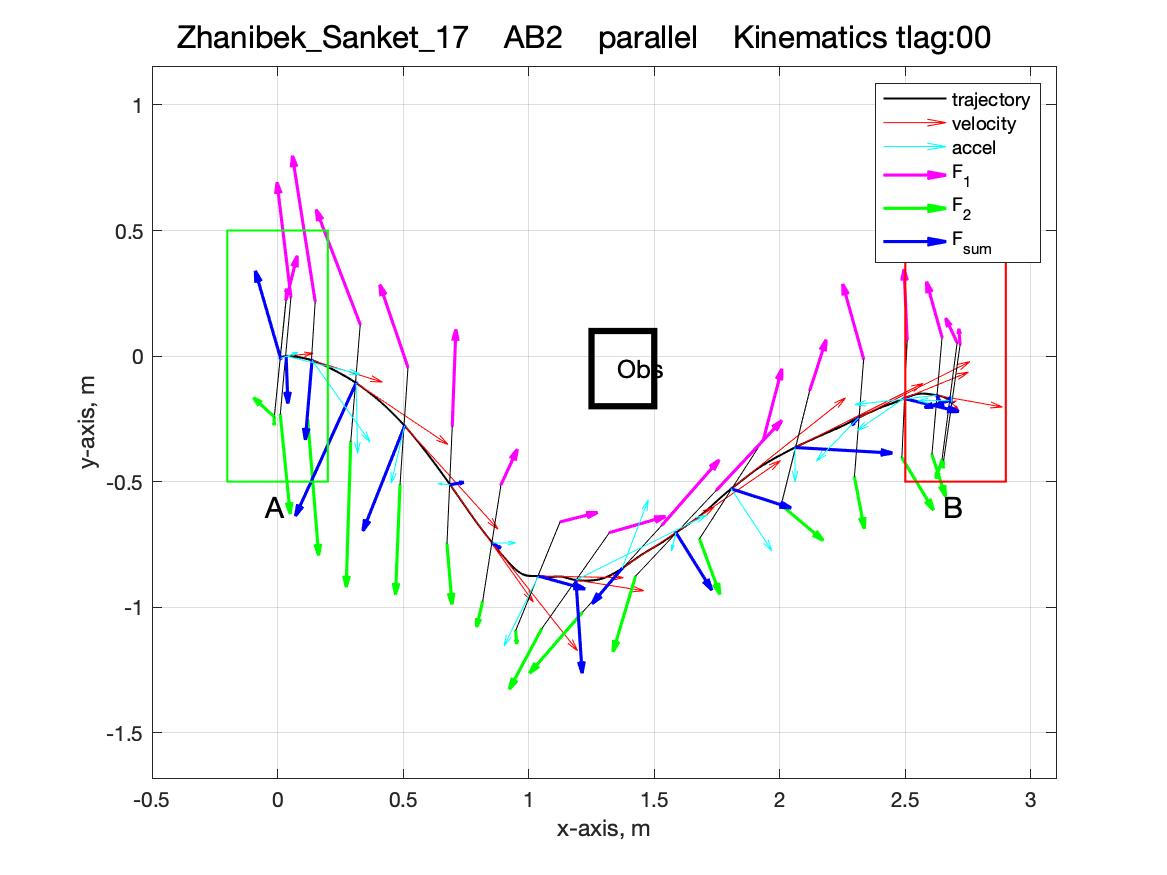 Zhanibek_Sanket_17 AB2 parallel Kinematics tlag:00
trajectory
velocity
accel
F1
F2
Fsum
1
0.5
0
-0.5
-1
-1.5
y-axis, m
Obs
A
B
-0.5 0 0.5 1 1.5 2 2.5 3
x-axis, m